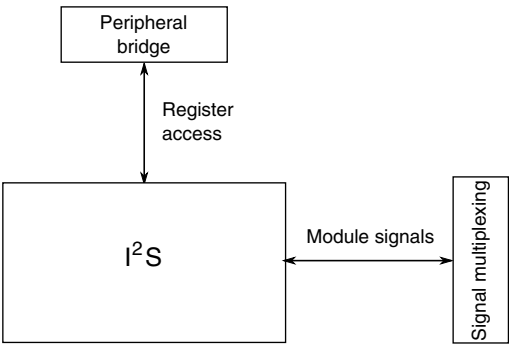 Peripheral
bridge
Register
access
I²S
Module signals
Signal multiplexing